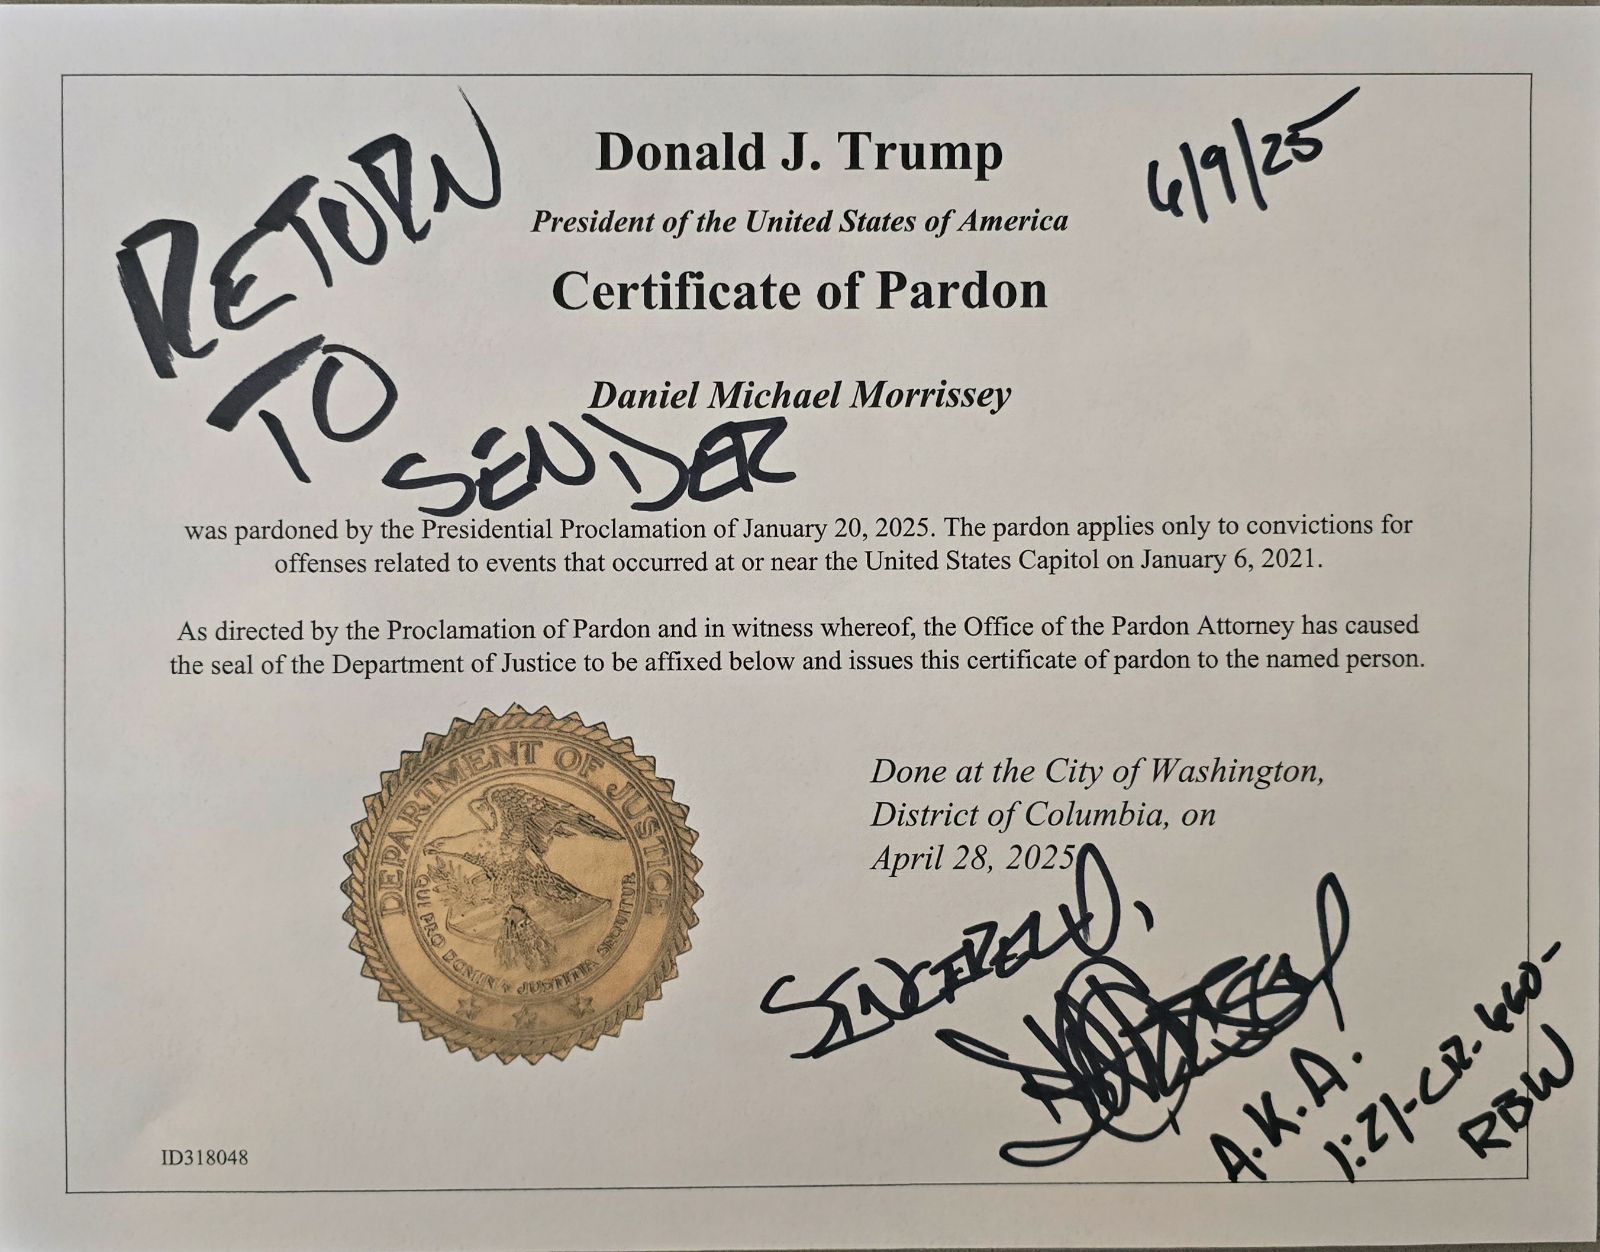 RETURN
TO
SENDER
6/9/25
Donald J. Trump
President of the United States of America
Certificate of Pardon
Daniel Michael Morrissey
was pardoned by the Presidential Proclamation of January 20, 2025. The pardon applies only to convictions for
offenses related to events that occurred at or near the United States Capitol on January 6, 2021.
As directed by the Proclamation of Pardon and in witness whereof, the Office of the Pardon Attorney has caused
the seal of the Department of Justice to be affixed below and issues this certificate of pardon to the named person.
DEPARTMENT OF JUSTICE
QUI PRO DOMINA JUSTITIA SEQUITUR
Done at the City of Washington,
District of Columbia, on
April 28, 2025
SINCERELY,
A.K.A.
1:21-CR-660-
RBW
ID318048